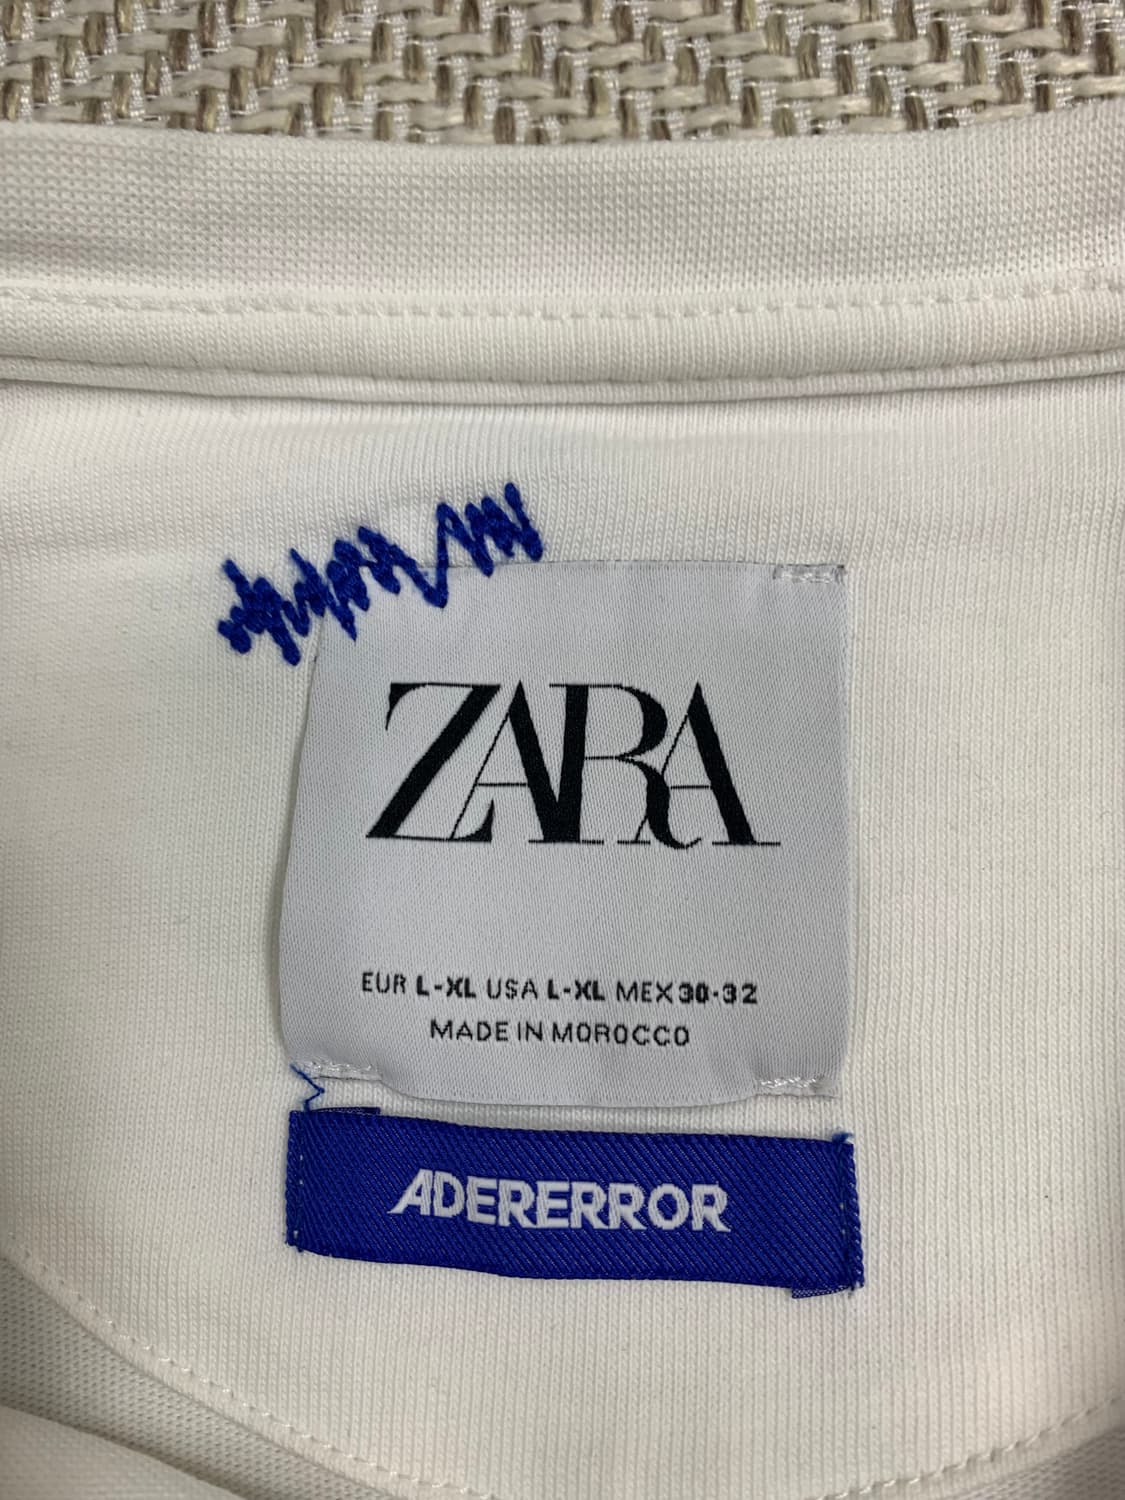 ZARA
EUR L-XL USA L-XL MEX 30-32
MADE IN MOROCCO
ADERERROR